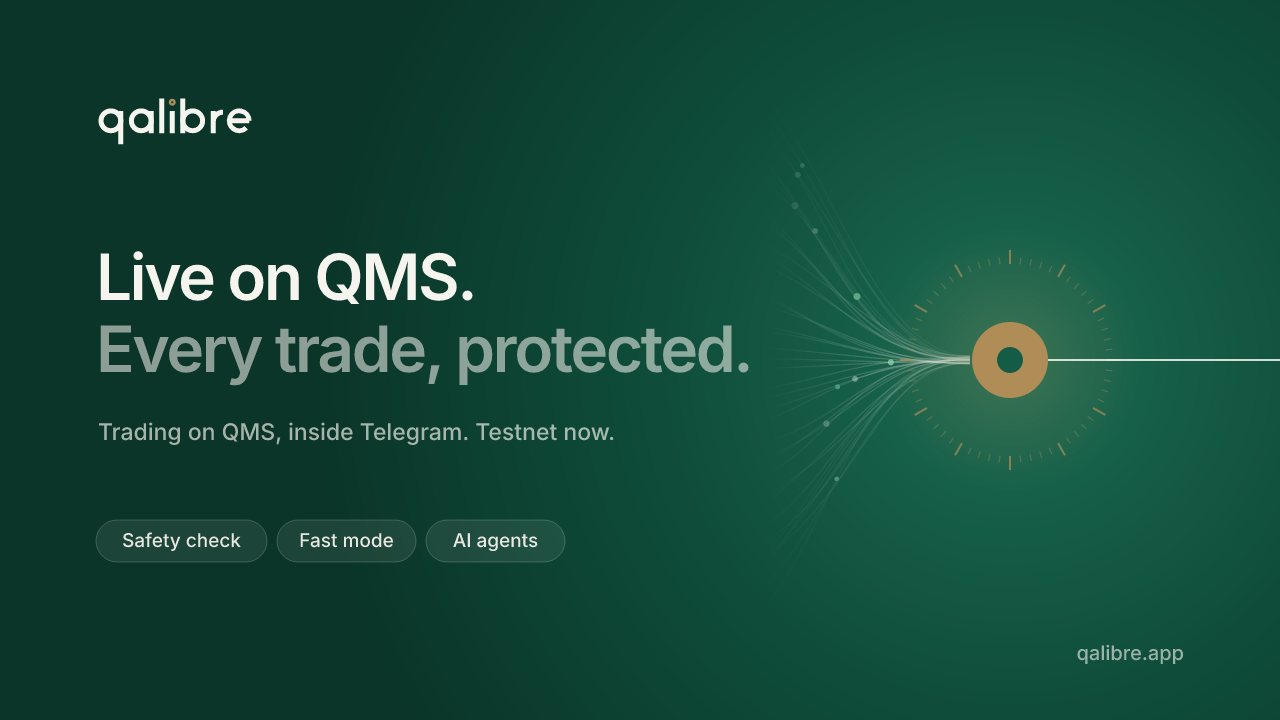 qalibre
Live on QMS.
Every trade, protected.
Trading on QMS, inside Telegram. Testnet now.
Safety check
Fast mode
AI agents
qalibre.app